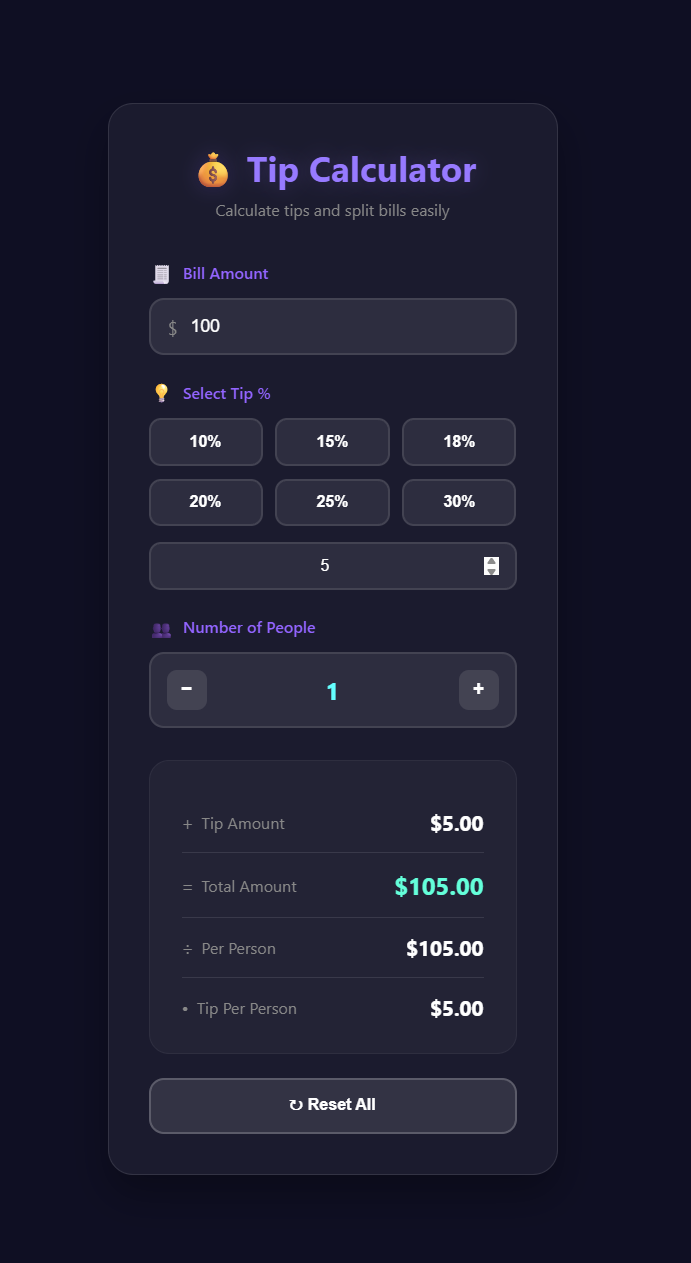 💰 Tip Calculator
Calculate tips and split bills easily
🧾 Bill Amount
$ 100
💡 Select Tip %
10% 15% 18%
20% 25% 30%
5
👥 Number of People
− 1 +
+ Tip Amount $5.00
= Total Amount $105.00
÷ Per Person $105.00
• Tip Per Person $5.00
↻ Reset All